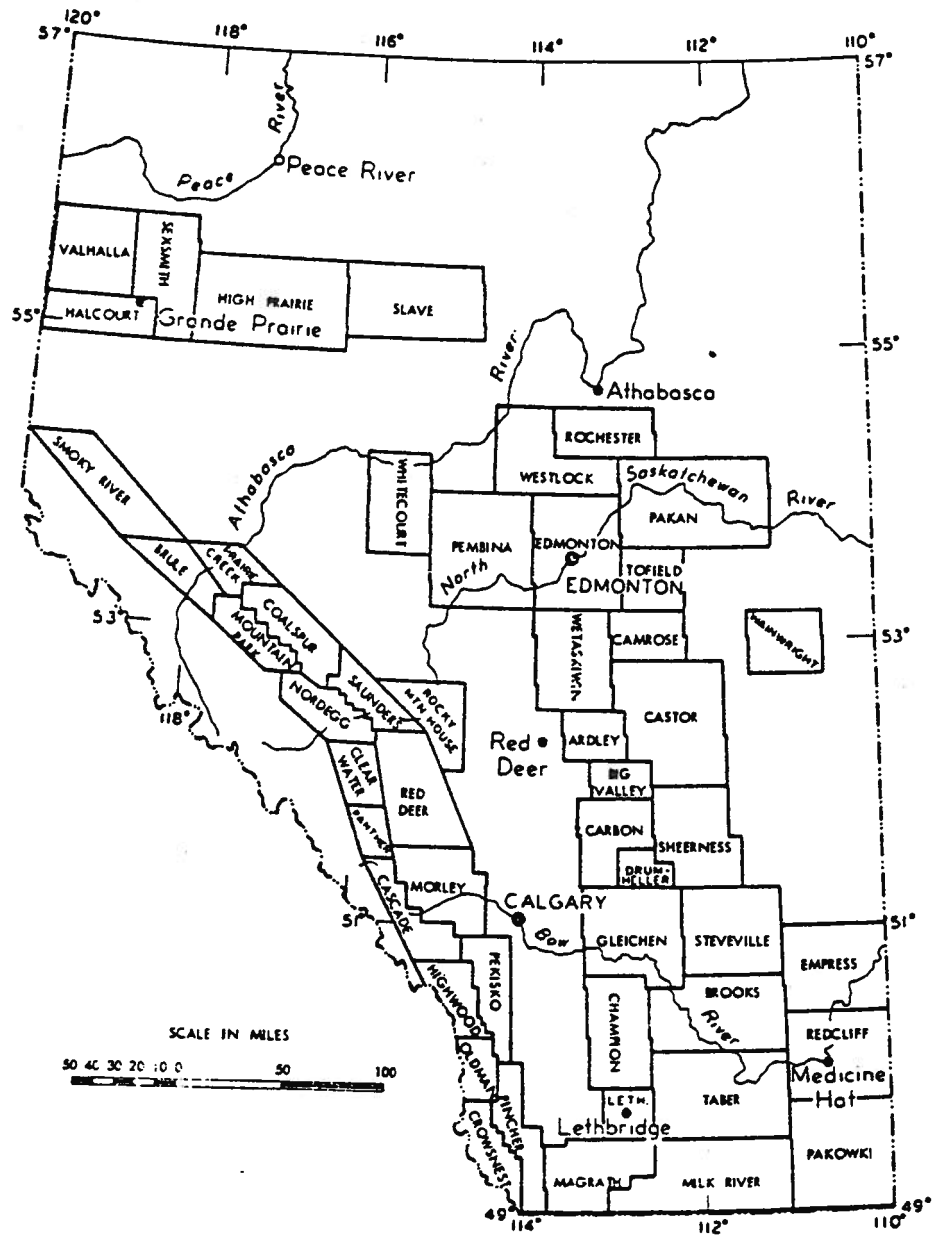 120° 118° 116° 114° 112° 110°
57° 57°
River
Peace
Peace River
VALHALLA
SEXSMITH
HIGH PRAIRIE
SLAVE
55° HALCOURT
Grande Prairie
55°
River
Athabasca
ROCHESTER
SMOKY RIVER
Athabasca
WHITECOURT
WESTLOCK
Saskatchewan
River
PAKAN
PEMBINA
EDMONTON
North
EDMONTON
TOFIELD
BRULE
PRAIRIE
CREEK
53°
COALSPUR
MOUNTAIN
PARK
WETASKIWIN
CAMROSE
WAINWRIGHT
53°
NORDEGG
SAUNDERS
ROCKY
MTN HOUSE
118°
CASTOR
Red
Deer
ARDLEY
BIG
VALLEY
CLEAR
WATER
RED
DEER
PANTHER
CARBON
SHEERNESS
DRUM-
HELLER
CASCADE
MORLEY
CALGARY
51°
Bow
GLEICHEN
STEVEVILLE
51°
EMPRESS
HIGHWOOD
PEKISKO
BROOKS
River
CHAMPION
REDCLIFF
SCALE IN MILES
50 40 30 20 10 0 50 100
OLDMAN
PINCHER
LETH.
Lethbridge
TABER
Medicine
Hat
CROWSNEST
MAGRATH
MILK RIVER
PAKOWKI
49° 49°
114° 112° 110°